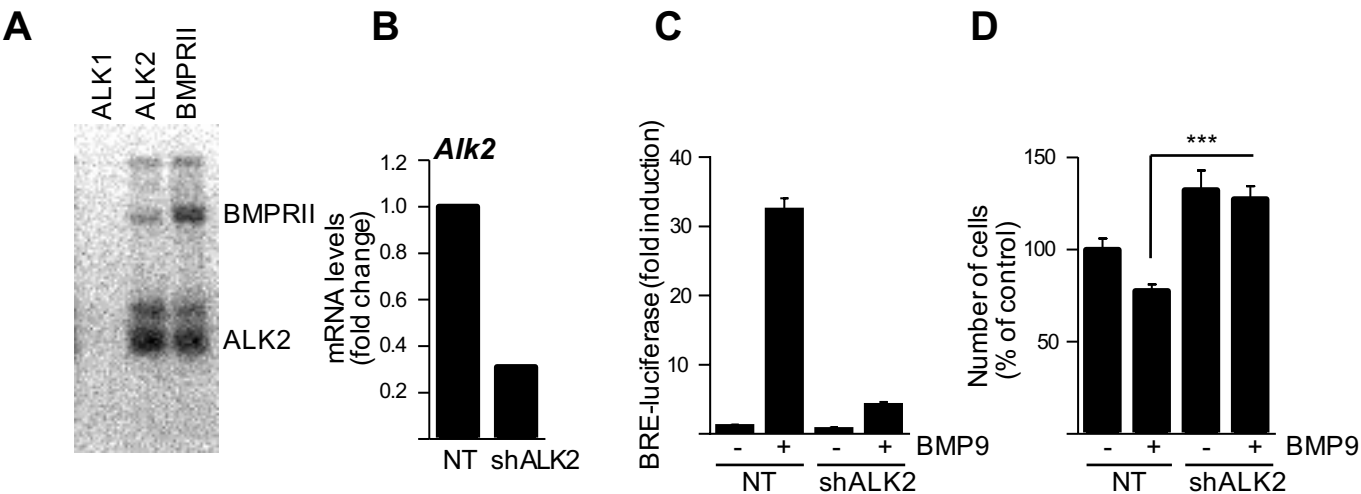 A
ALK1
ALK2
BMPRII
BMPRII
ALK2
B
Alk2
mRNA levels
(fold change)
1.2
1.0
0.8
0.6
0.4
0.2
NT shALK2
C
BRE-luciferase (fold induction)
40
30
20
10
- + - + BMP9
NT shALK2
D
***
Number of cells
(% of control)
150
100
50
- + - + BMP9
NT shALK2